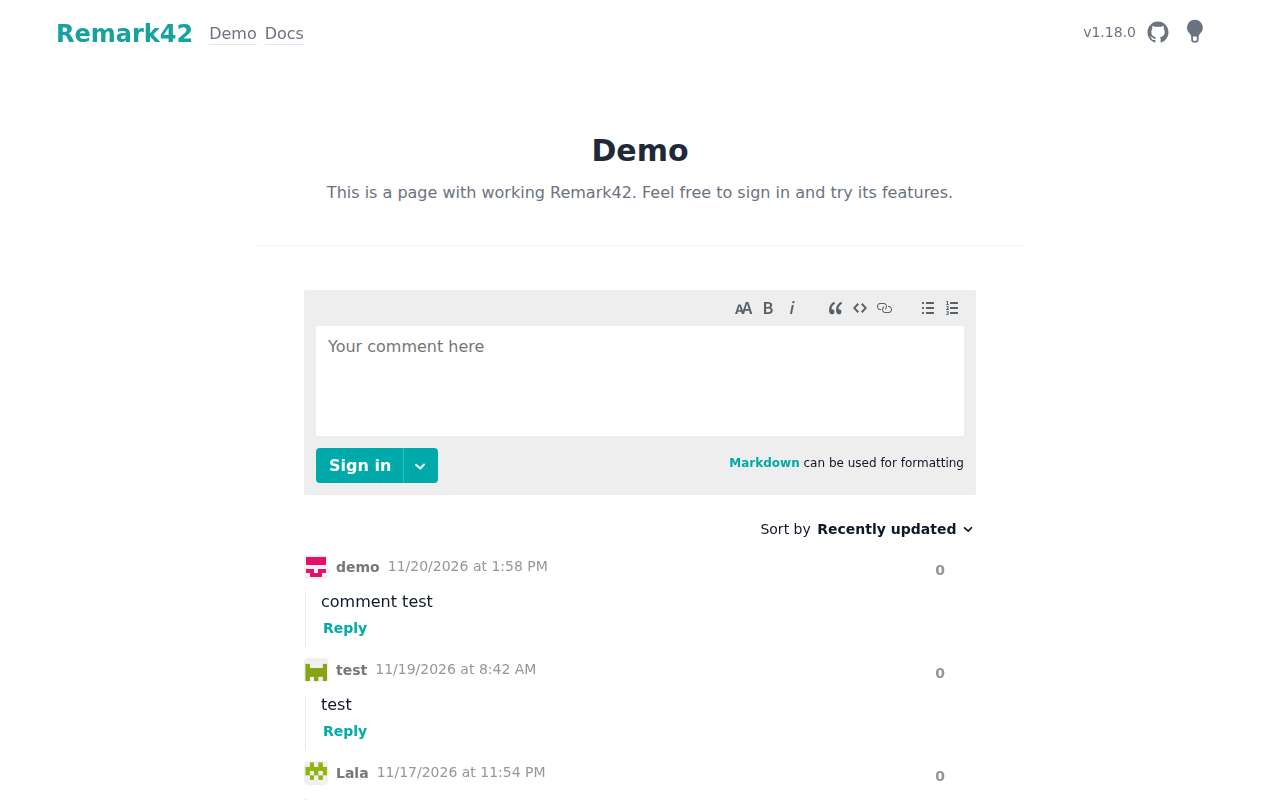 Remark42 Demo Docs v1.18.0
Demo
This is a page with working Remark42. Feel free to sign in and try its features.
AA B i
Your comment here
Sign in Markdown can be used for formatting
Sort by Recently updated
demo 11/20/2026 at 1:58 PM 0
comment test
Reply
test 11/19/2026 at 8:42 AM 0
test
Reply
Lala 11/17/2026 at 11:54 PM 0